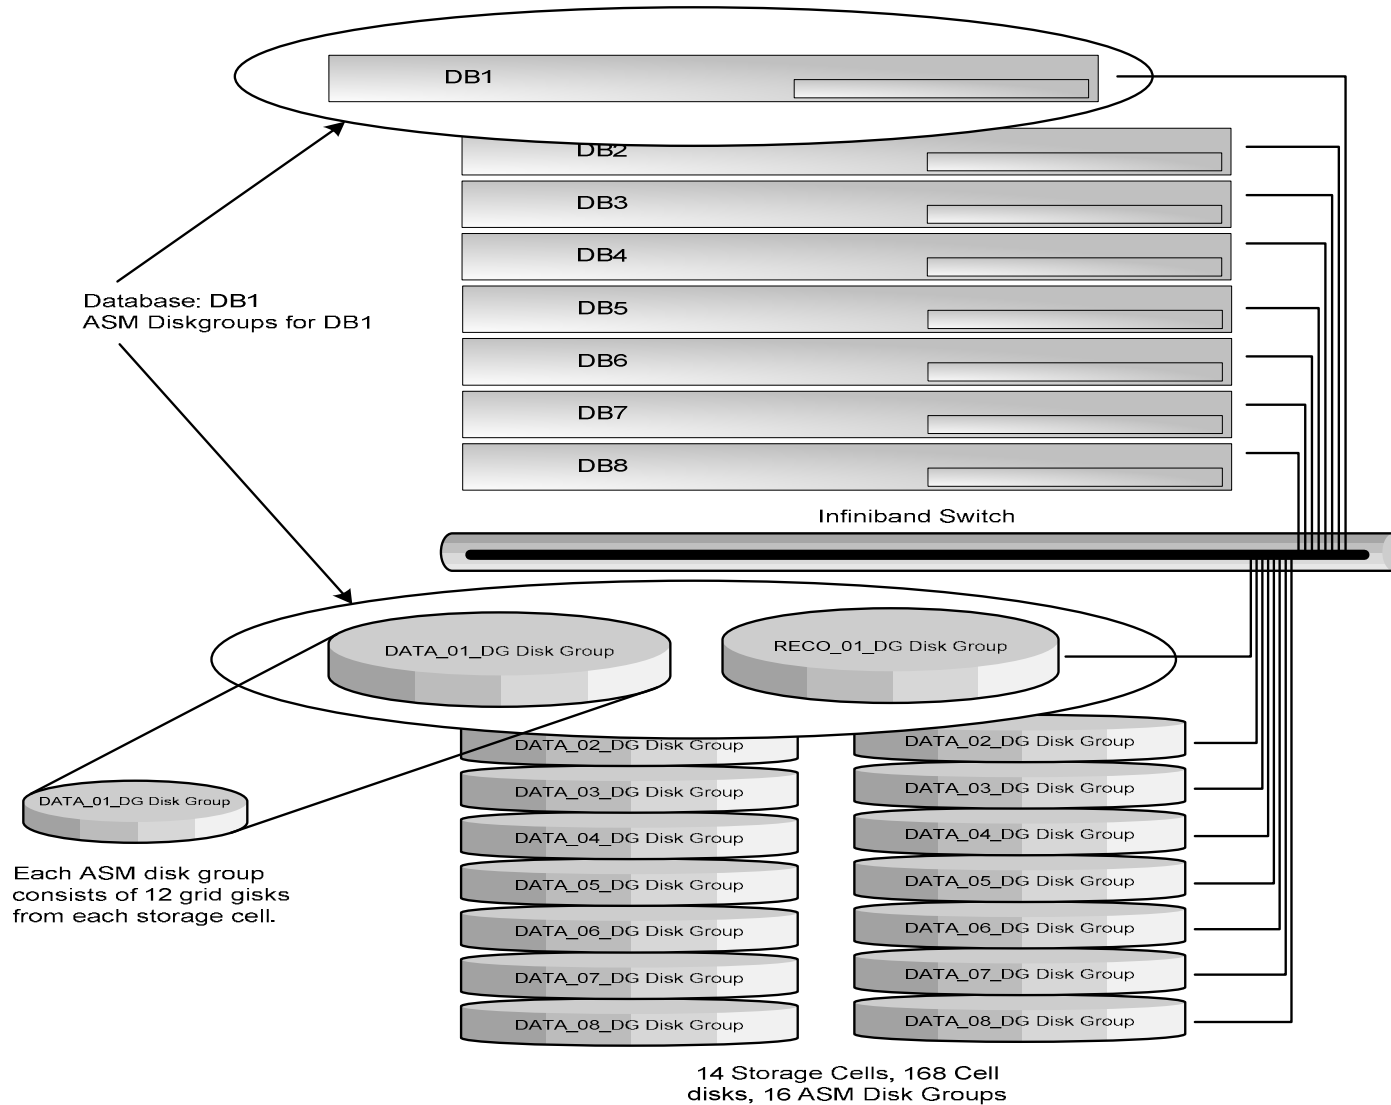 DB1
DB2
DB3
DB4
DB5
DB6
DB7
DB8
Database: DB1
ASM Diskgroups for DB1
Infiniband Switch
DATA_01_DG Disk Group
RECO_01_DG Disk Group
DATA_01_DG Disk Group
Each ASM disk group
consists of 12 grid gisks
from each storage cell.
DATA_02_DG Disk Group
DATA_03_DG Disk Group
DATA_04_DG Disk Group
DATA_05_DG Disk Group
DATA_06_DG Disk Group
DATA_07_DG Disk Group
DATA_08_DG Disk Group
DATA_02_DG Disk Group
DATA_03_DG Disk Group
DATA_04_DG Disk Group
DATA_05_DG Disk Group
DATA_06_DG Disk Group
DATA_07_DG Disk Group
DATA_08_DG Disk Group
14 Storage Cells, 168 Cell
disks, 16 ASM Disk Groups